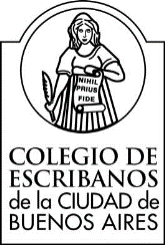 NIHIL
PRIUS
FIDE
COLEGIO DE
ESCRIBANOS
de la CIUDAD de
BUENOS AIRES